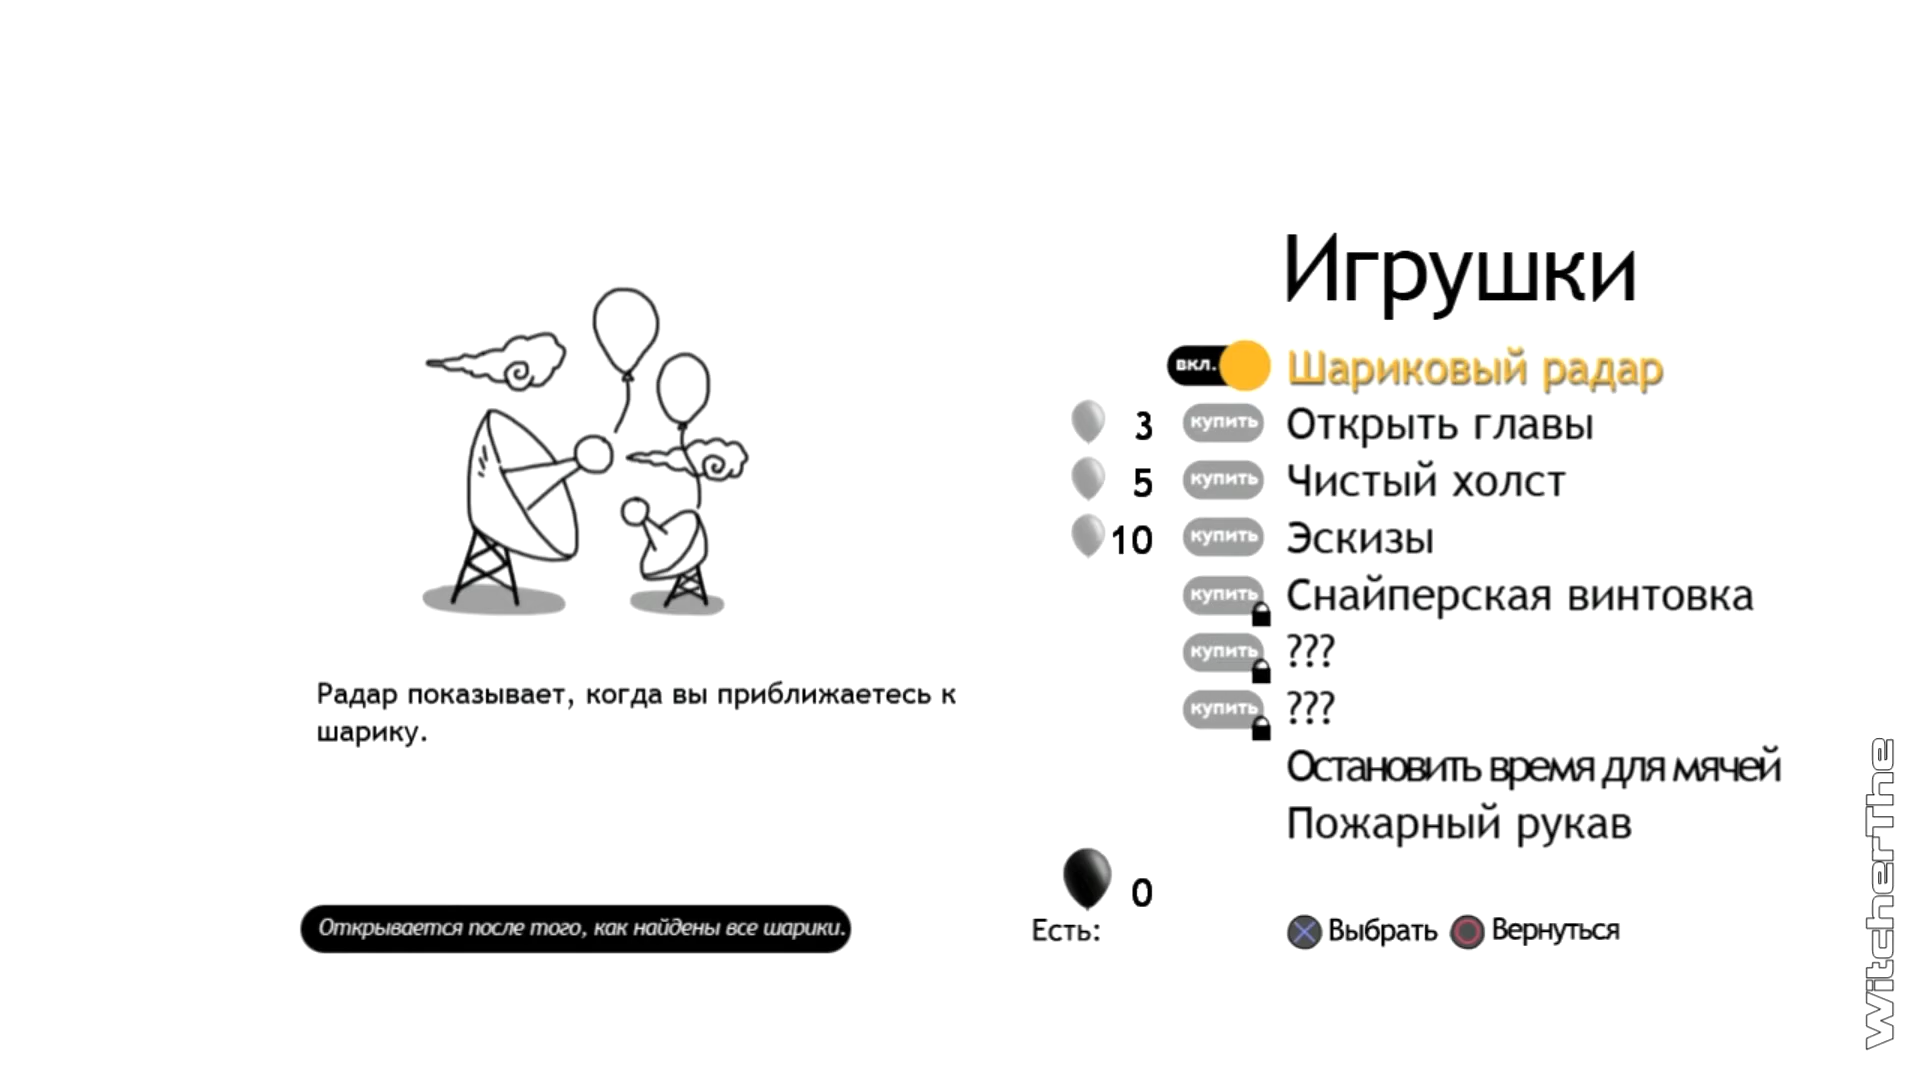 Игрушки
вкл. Шариковый радар
3 купить Открыть главы
5 купить Чистый холст
10 купить Эскизы
купить Снайперская винтовка
купить ???
купить ???
Остановить время для мячей
Пожарный рукав
Радар показывает, когда вы приближаетесь к
шарику.
Открывается после того, как найдены все шарики.
0
Есть:
Выбрать Вернуться
WitcherThe